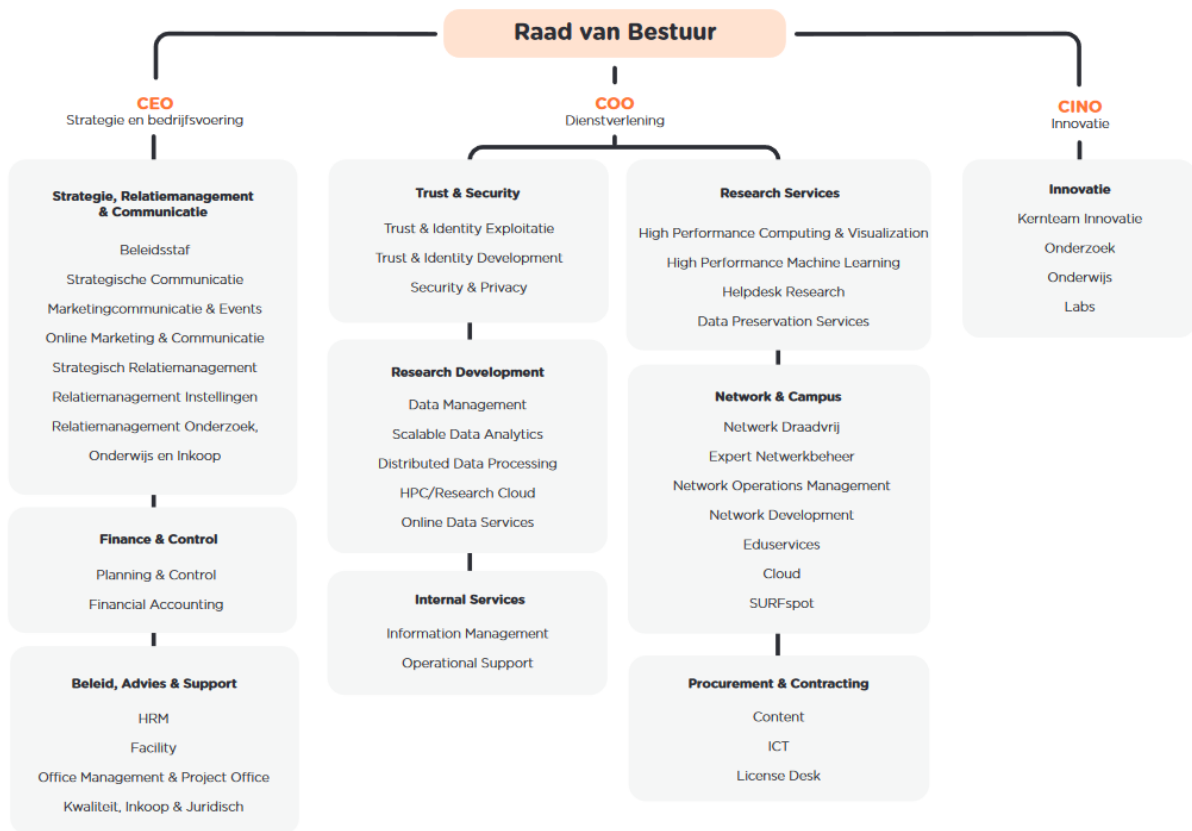 Raad van Bestuur
CEO
Strategie en bedrijfsvoering
Strategie, Relatiemanagement
& Communicatie
Beleidsstaf
Strategische Communicatie
Marketingcommunicatie & Events
Online Marketing & Communicatie
Strategisch Relatiemanagement
Relatiemanagement Instellingen
Relatiemanagement Onderzoek,
Onderwijs en Inkoop
Finance & Control
Planning & Control
Financial Accounting
Beleid, Advies & Support
HRM
Facility
Office Management & Project Office
Kwaliteit, Inkoop & Juridisch
COO
Dienstverlening
Trust & Security
Trust & Identity Exploitatie
Trust & Identity Development
Security & Privacy
Research Development
Data Management
Scalable Data Analytics
Distributed Data Processing
HPC/Research Cloud
Online Data Services
Internal Services
Information Management
Operational Support
Research Services
High Performance Computing & Visualization
High Performance Machine Learning
Helpdesk Research
Data Preservation Services
Network & Campus
Netwerk Draadvrij
Expert Netwerkbeheer
Network Operations Management
Network Development
Eduservices
Cloud
SURFspot
Procurement & Contracting
Content
ICT
License Desk
CINO
Innovatie
Innovatie
Kernteam Innovatie
Onderzoek
Onderwijs
Labs